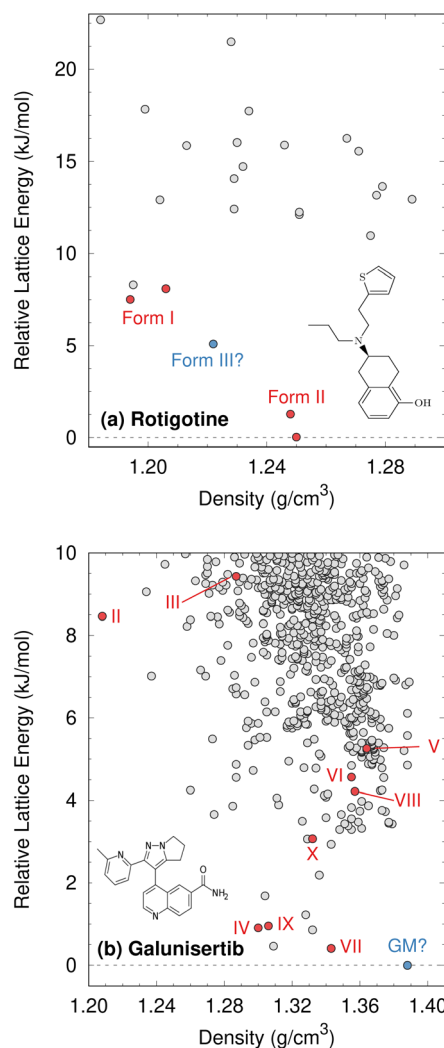 Relative Lattice Energy (kJ/mol)
20
15
10
5
0
Form I
Form III?
Form II
S
N
OH
(a) Rotigotine
1.20
1.24
1.28
Density (g/cm³)
Relative Lattice Energy (kJ/mol)
10
8
6
4
2
0
III
II
V
VI
VIII
X
IV
IX
VII
GM?
N
N
N
N
O
NH₂
(b) Galunisertib
1.20
1.24
1.28
1.32
1.36
1.40
Density (g/cm³)